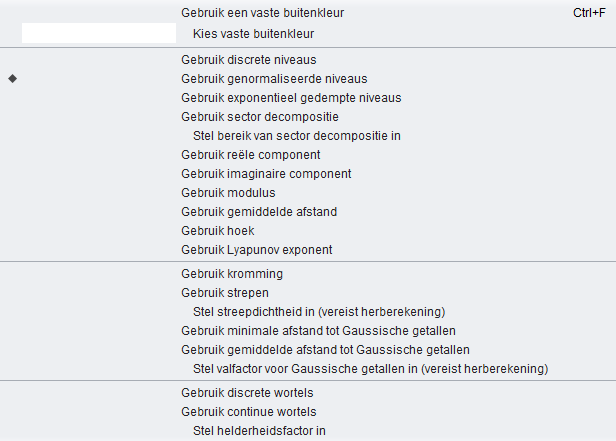 Gebruik een vaste buitenkleur Ctrl+F
Kies vaste buitenkleur
Gebruik discrete niveaus
Gebruik genormaliseerde niveaus
Gebruik exponentieel gedempte niveaus
Gebruik sector decompositie
Stel bereik van sector decompositie in
Gebruik reële component
Gebruik imaginaire component
Gebruik modulus
Gebruik gemiddelde afstand
Gebruik hoek
Gebruik Lyapunov exponent
Gebruik kromming
Gebruik strepen
Stel streepdichtheid in (vereist herberekening)
Gebruik minimale afstand tot Gaussische getallen
Gebruik gemiddelde afstand tot Gaussische getallen
Stel valfactor voor Gaussische getallen in (vereist herberekening)
Gebruik discrete wortels
Gebruik continue wortels
Stel helderheidsfactor in